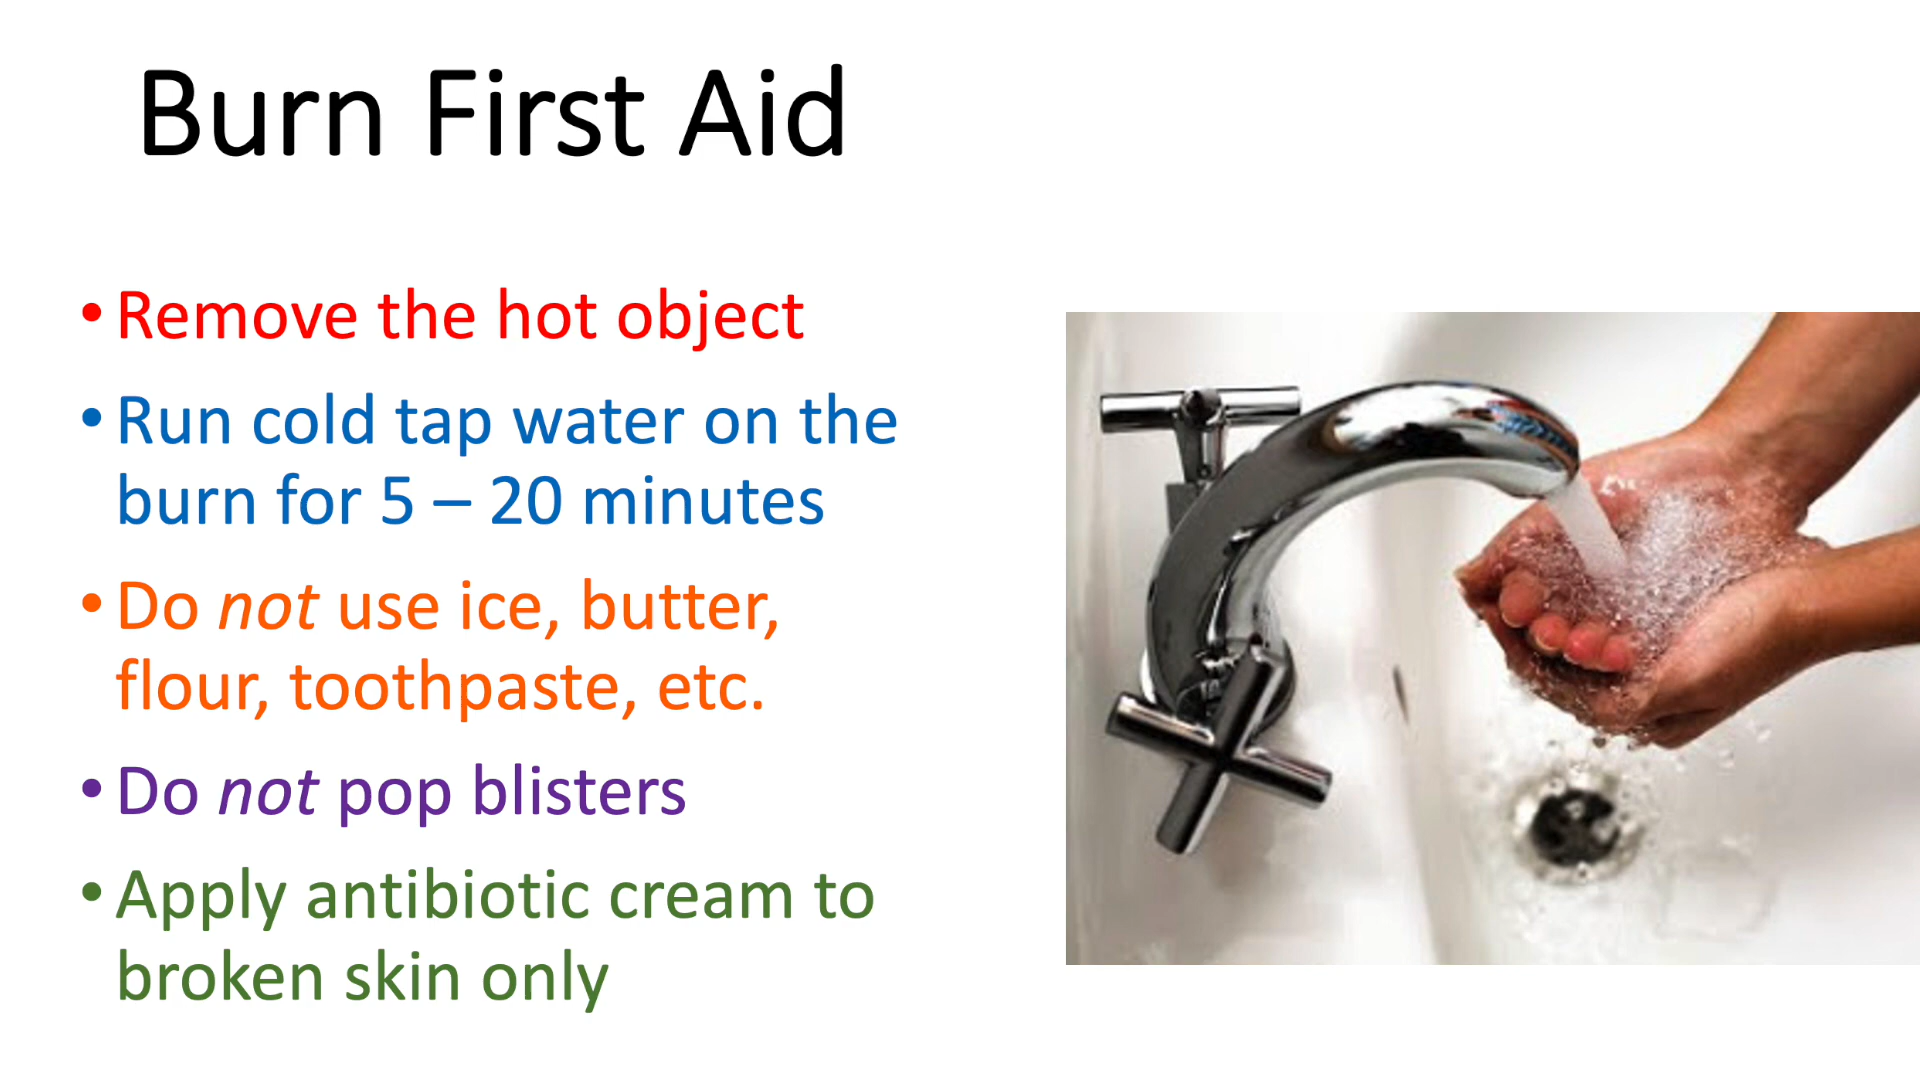 Burn First Aid
• Remove the hot object
• Run cold tap water on the
burn for 5 – 20 minutes
• Do not use ice, butter,
flour, toothpaste, etc.
• Do not pop blisters
• Apply antibiotic cream to
broken skin only